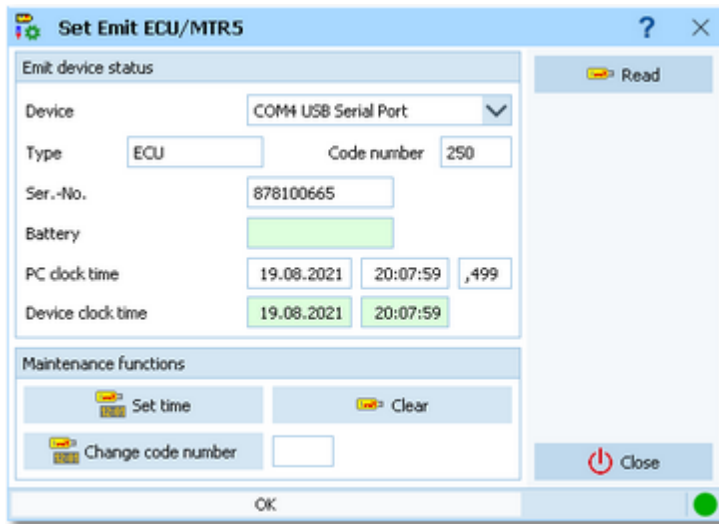 Set Emit ECU/MTR5 ?
Emit device status
Read
Device COM4 USB Serial Port
Type ECU Code number 250
Ser.-No. 878100665
Battery
PC clock time 19.08.2021 20:07:59 ,499
Device clock time 19.08.2021 20:07:59
Maintenance functions
Set time Clear
Change code number
Close
OK